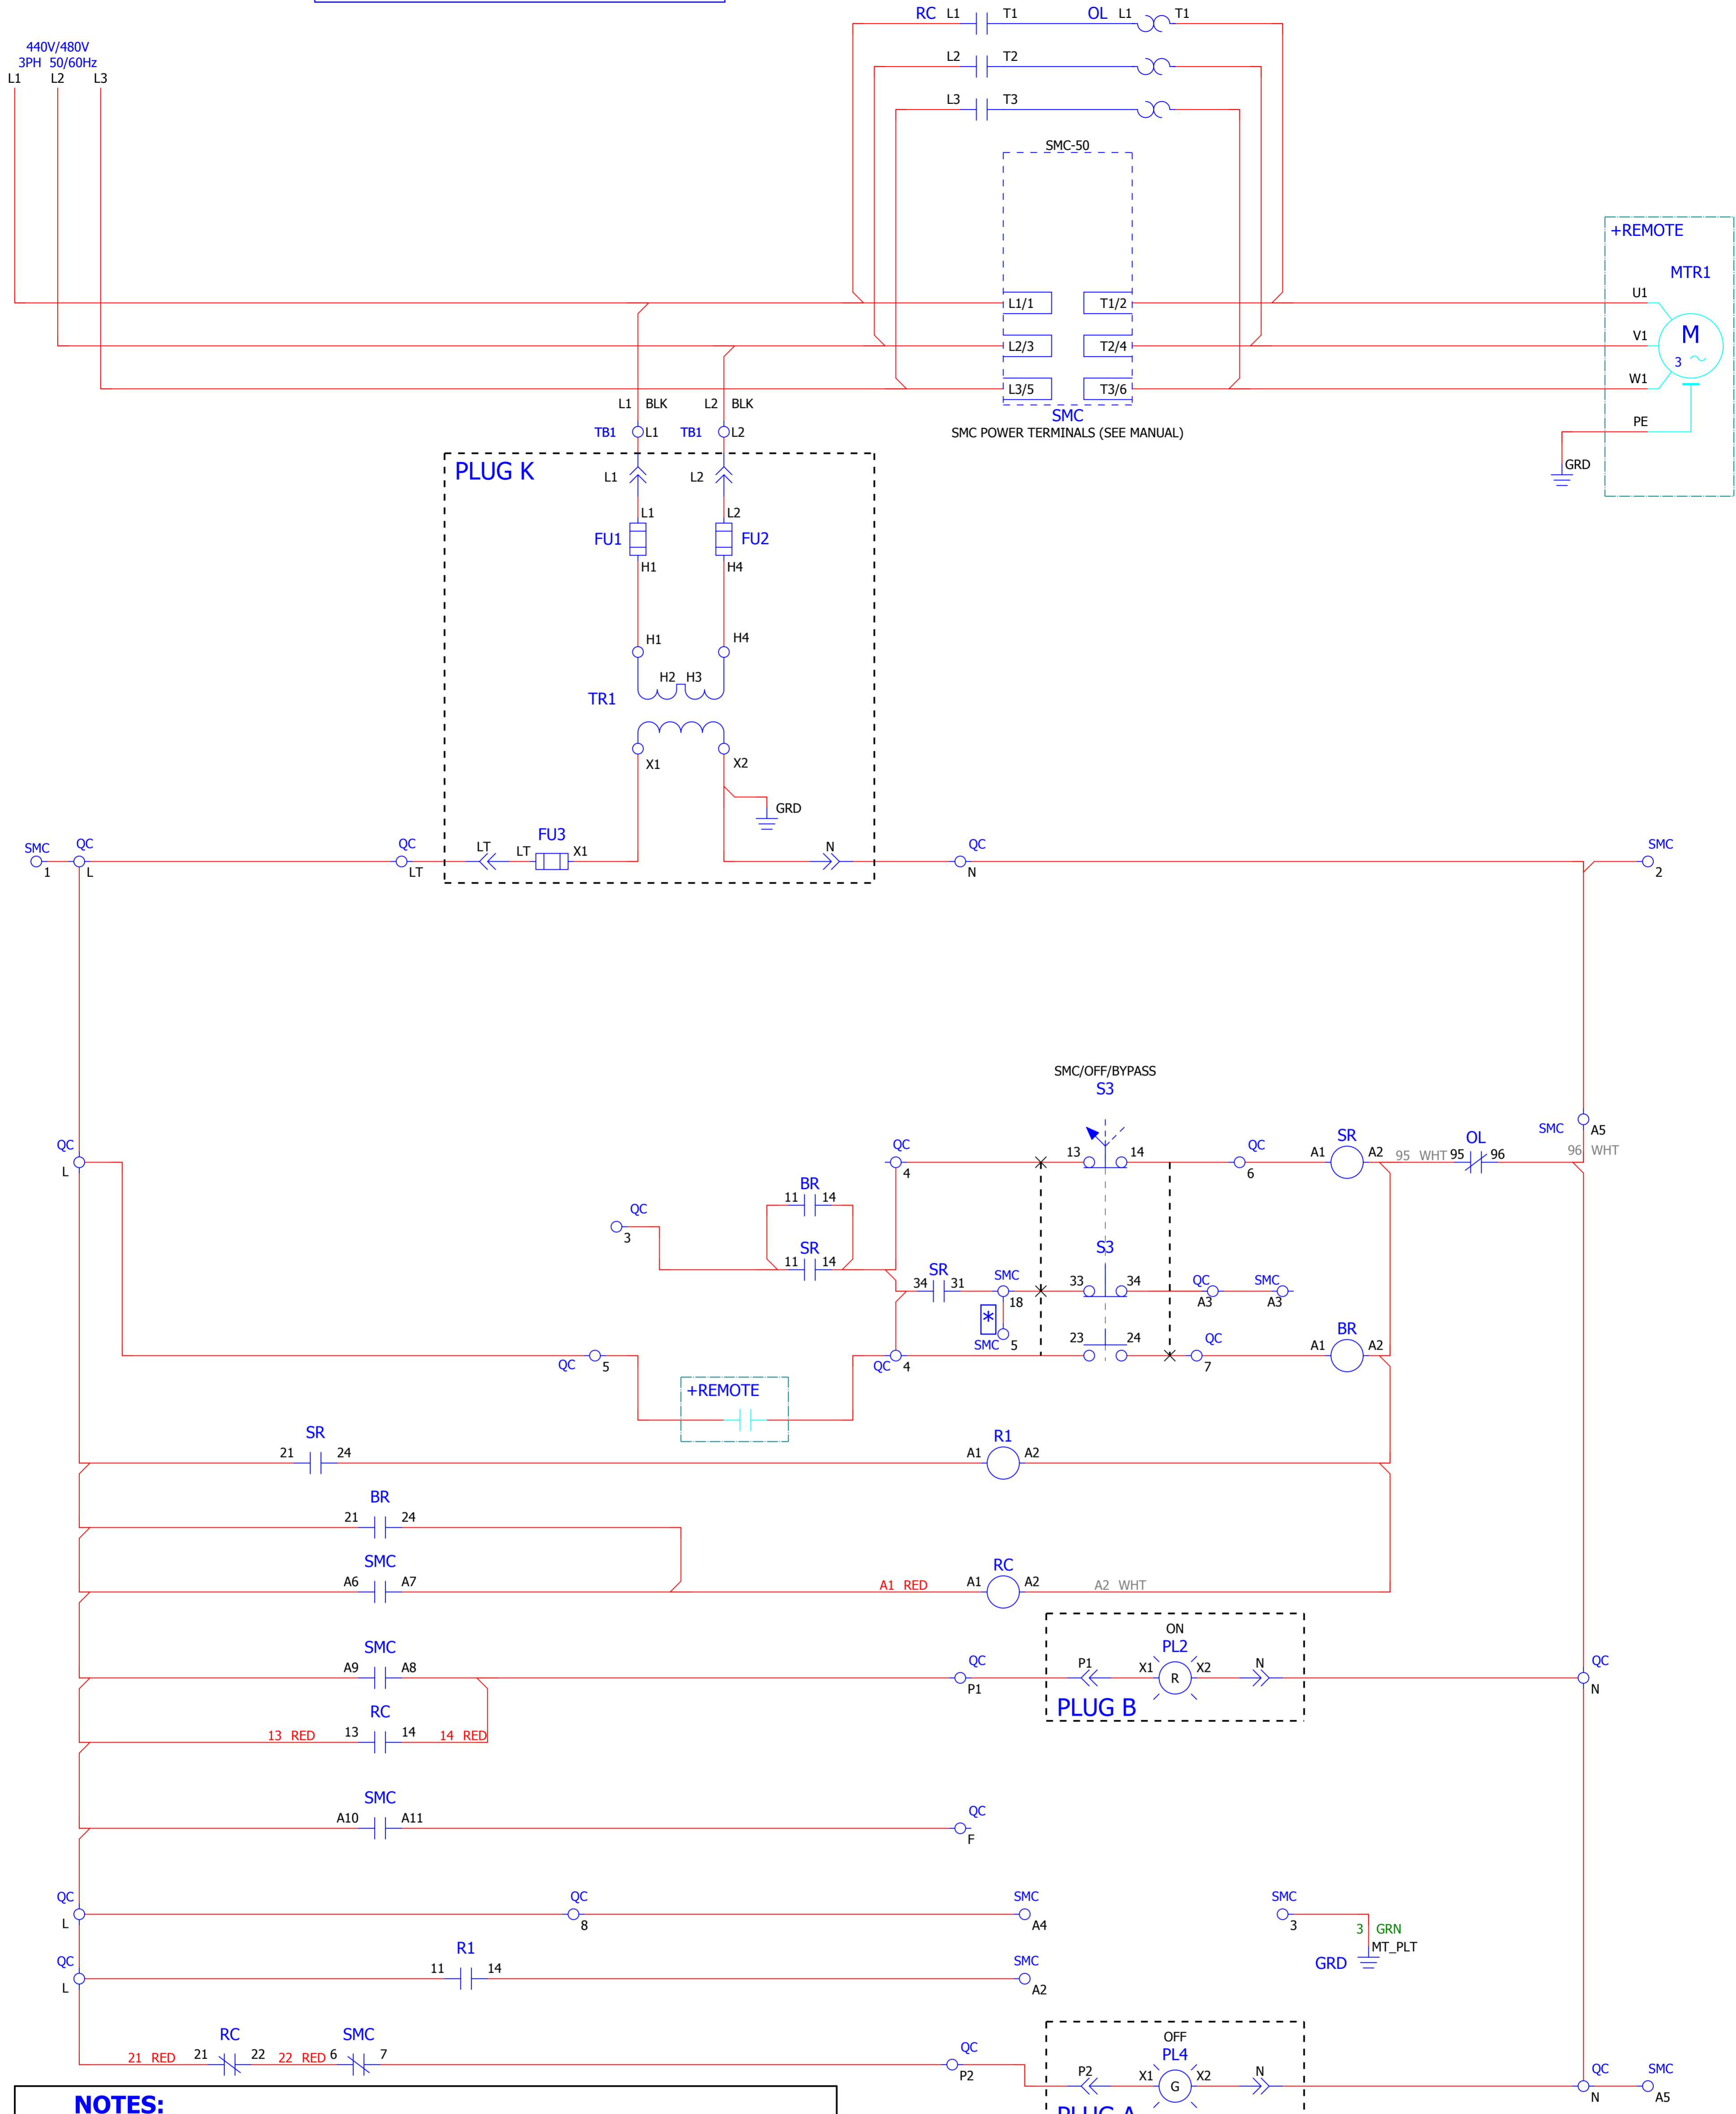 RC L1 T1 OL L1 T1
440V/480V
3PH 50/60Hz
L1 L2 L3
L2 T2
L3 T3
SMC-50
+REMOTE
MTR1
L1/1 T1/2 U1
M
3
L2/3 T2/4 V1
L3/5 T3/6 W1
L1 BLK L2 BLK
SMC
SMC POWER TERMINALS (SEE MANUAL)
PE
TB1 L1 TB1 L2
GRD
PLUG K
L1 L2
L1 L2
FU1 FU2
H1 H4
H1 H4
H2 H3
TR1
X1 X2
GRD
SMC QC QC FU3 QC SMC
LT LT X1 N
1 L LT N 2
SMC/OFF/BYPASS
S3
SMC A5
QC QC 13 14 QC SR OL
A1 A2 95 WHT 95 96 96 WHT
L 4 6
BR
11 14
QC
3
SR S3
11 14
SR SMC 33 34 QC SMC
34 31
18 A3 A3
*
SMC 5 23 24 QC BR
A1 A2
QC 5 QC 4 7
+REMOTE
SR R1
21 24 A1 A2
BR
21 24
SMC RC
A6 A7 A1 RED A1 A2 A2 WHT
ON
SMC PL2
A9 A8 QC P1 X1 R X2 N QC
P1 N
PLUG B
RC
13 RED 13 14 14 RED
SMC
A10 A11 QC
F
QC QC SMC SMC
L 8 A4 3
3 GRN
MT_PLT
GRD
QC R1 SMC
11 14
L A2
OFF
RC SMC PL4
21 RED 21 22 22 RED 6 7 QC
P2
P2 X1 G X2 N QC SMC
N A5
NOTES:
PLUG A